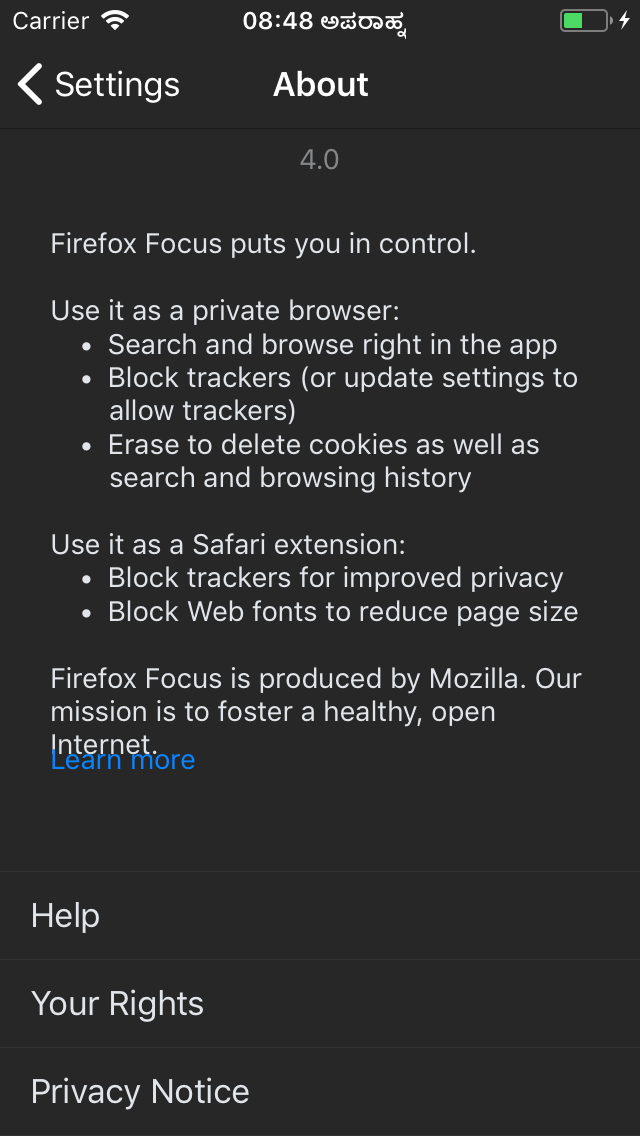 Carrier 08:48 ಅಪರಾಹ್ನ
Settings About
4.0
Firefox Focus puts you in control.
Use it as a private browser:
• Search and browse right in the app
• Block trackers (or update settings to
allow trackers)
• Erase to delete cookies as well as
search and browsing history
Use it as a Safari extension:
• Block trackers for improved privacy
• Block Web fonts to reduce page size
Firefox Focus is produced by Mozilla. Our
mission is to foster a healthy, open
Internet.
Learn more
Help
Your Rights
Privacy Notice